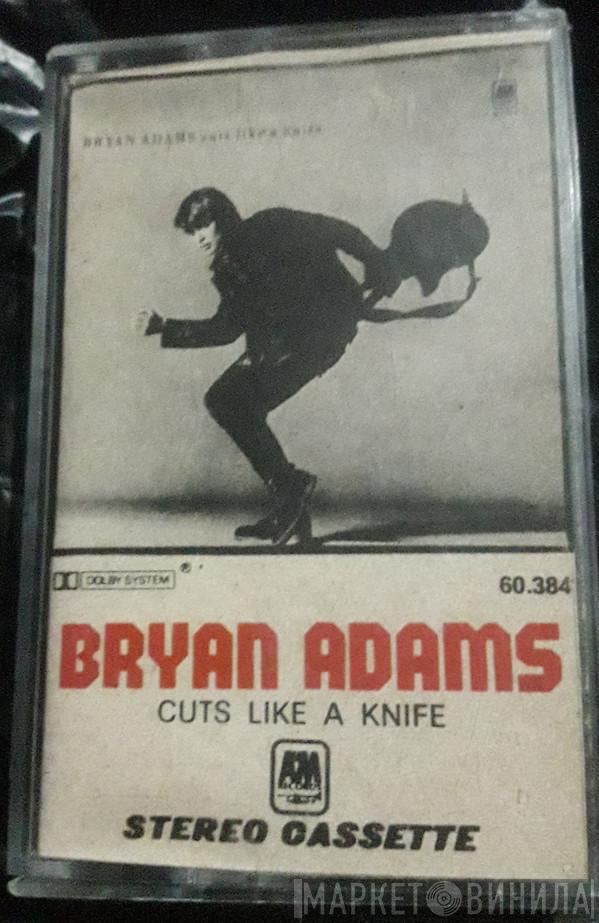 BRYAN ADAMS cuts like a knife
DOLBY SYSTEM ®
60.384
BRYAN ADAMS
CUTS LIKE A KNIFE
A&M
RECORDS
STEREO CASSETTE
МАРКЕТ ВИНИЛА